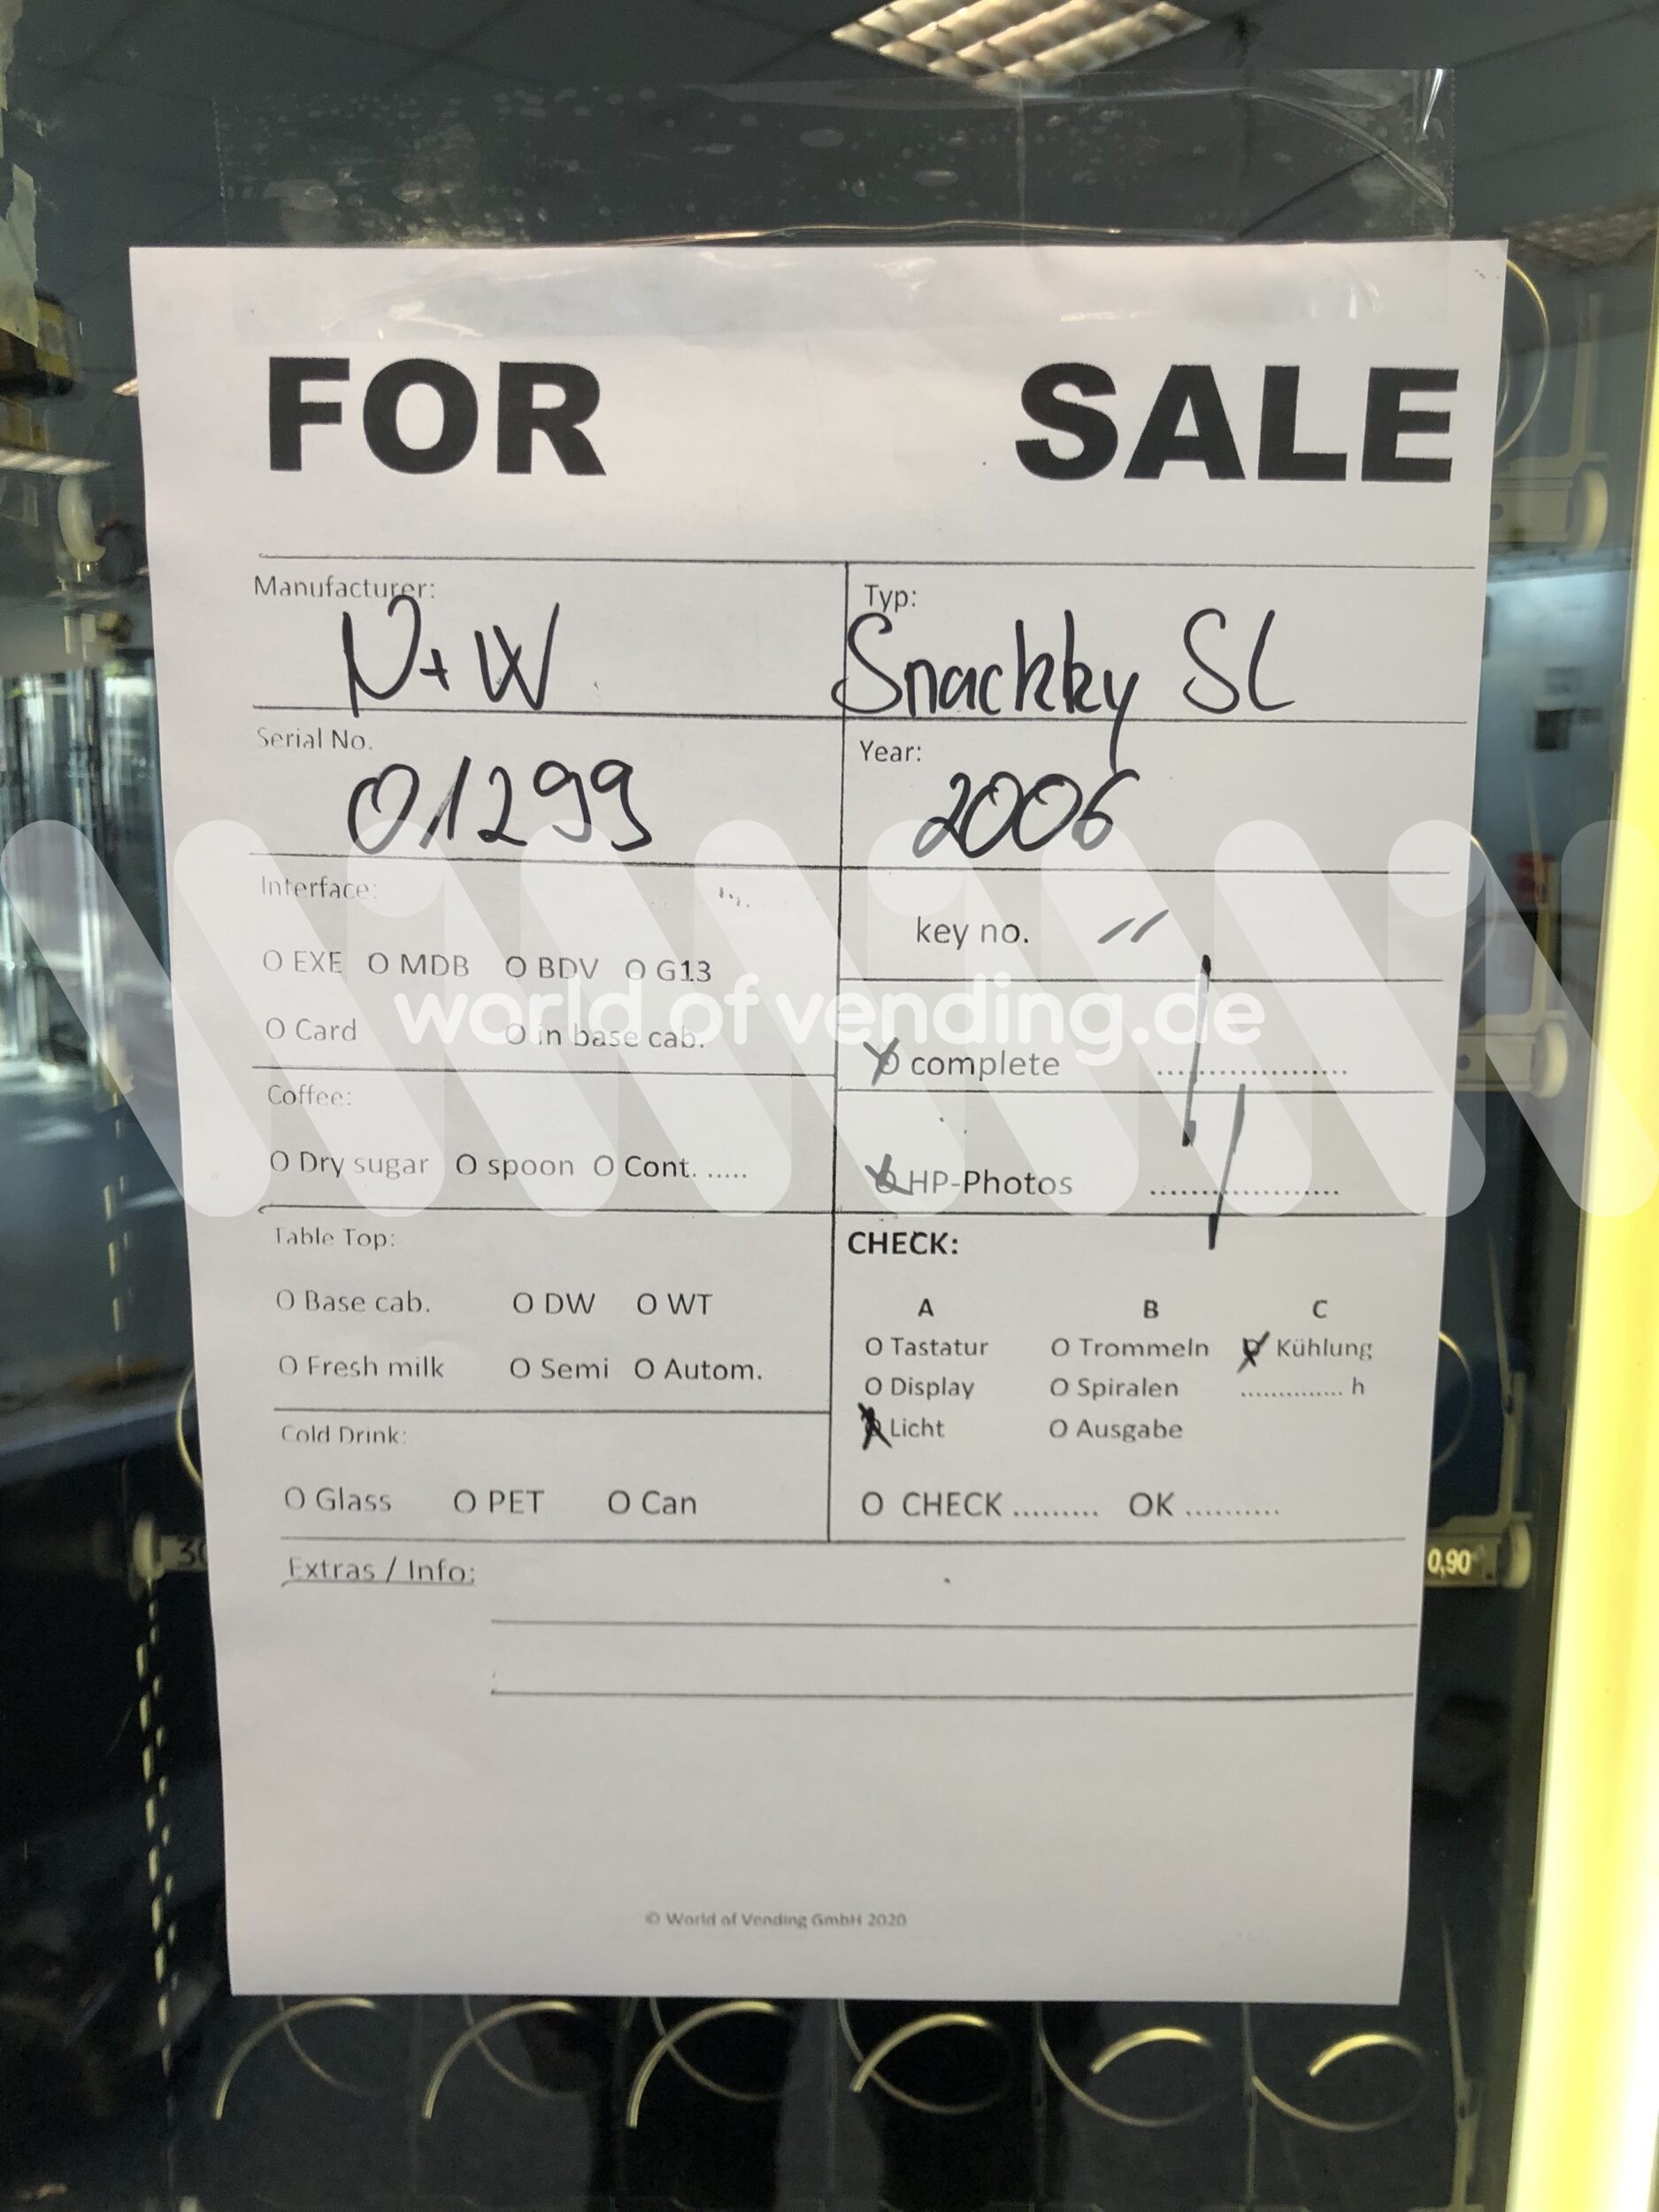 FOR SALE
Manufacturer: Typ:
N+W Snackky SL
Serial No. Year:
01299 2006
Interface:
key no. //
O EXE O MDB O BDV O G13
O Card O in base cab.
O complete ....................
Coffee:
O Dry sugar O spoon O Cont. .....
O HP-Photos ....................
Table Top:
CHECK:
O Base cab. O DW O WT
A B C
O Tastatur O Trommeln O Kühlung
O Fresh milk O Semi O Autom.
O Display O Spiralen .............. h
O Licht O Ausgabe
Cold Drink:
O Glass O PET O Can
O CHECK ......... OK ..........
Extras / Info:
© World of Vending GmbH 2020
0,90
world of vending.de